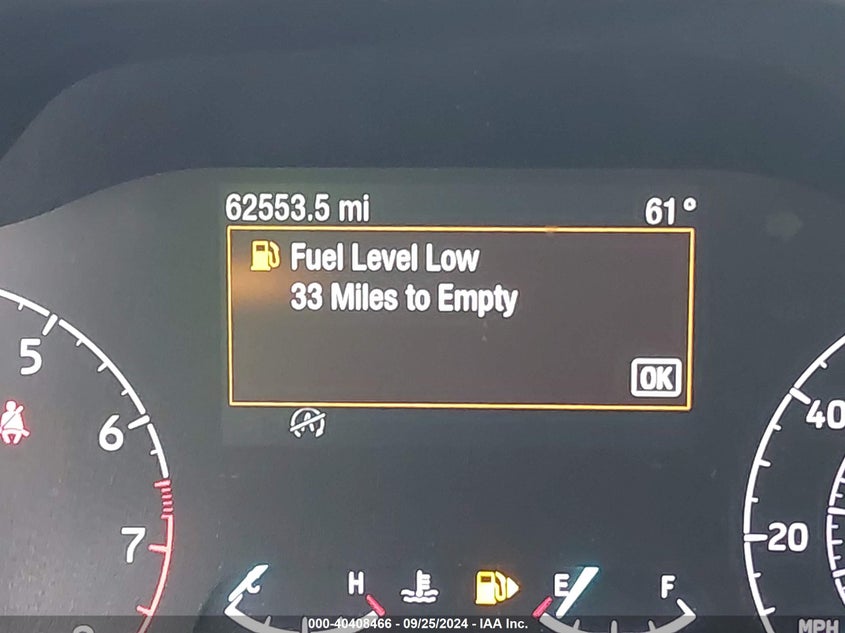 62553.5 mi 61°
Fuel Level Low
33 Miles to Empty
OK
5
6
7
40
20
C H E F
MPH
000-40408466 - 09/25/2024 - IAA Inc.